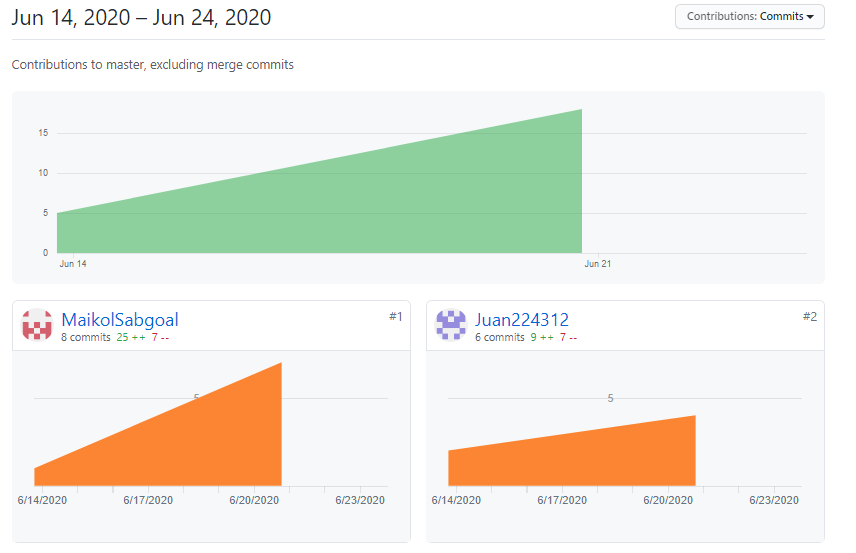 Jun 14, 2020 – Jun 24, 2020
Contributions: Commits
Contributions to master, excluding merge commits
15
10
5
0
Jun 14
Jun 21
MaikolSabgoal
#1
8 commits 25 ++ 7 --
5
6/14/2020
6/17/2020
6/20/2020
6/23/2020
Juan224312
#2
6 commits 9 ++ 7 --
5
6/14/2020
6/17/2020
6/20/2020
6/23/2020